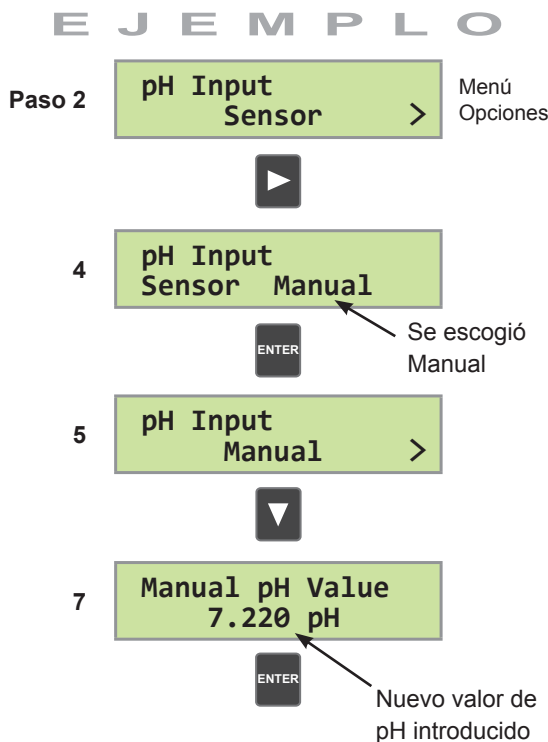 EJEMPLO
Paso 2
pH Input
Sensor >
Menú
Opciones
4
pH Input
Sensor Manual
ENTER
Se escogió
Manual
5
pH Input
Manual >
7
Manual pH Value
7.220 pH
ENTER
Nuevo valor de
pH introducido